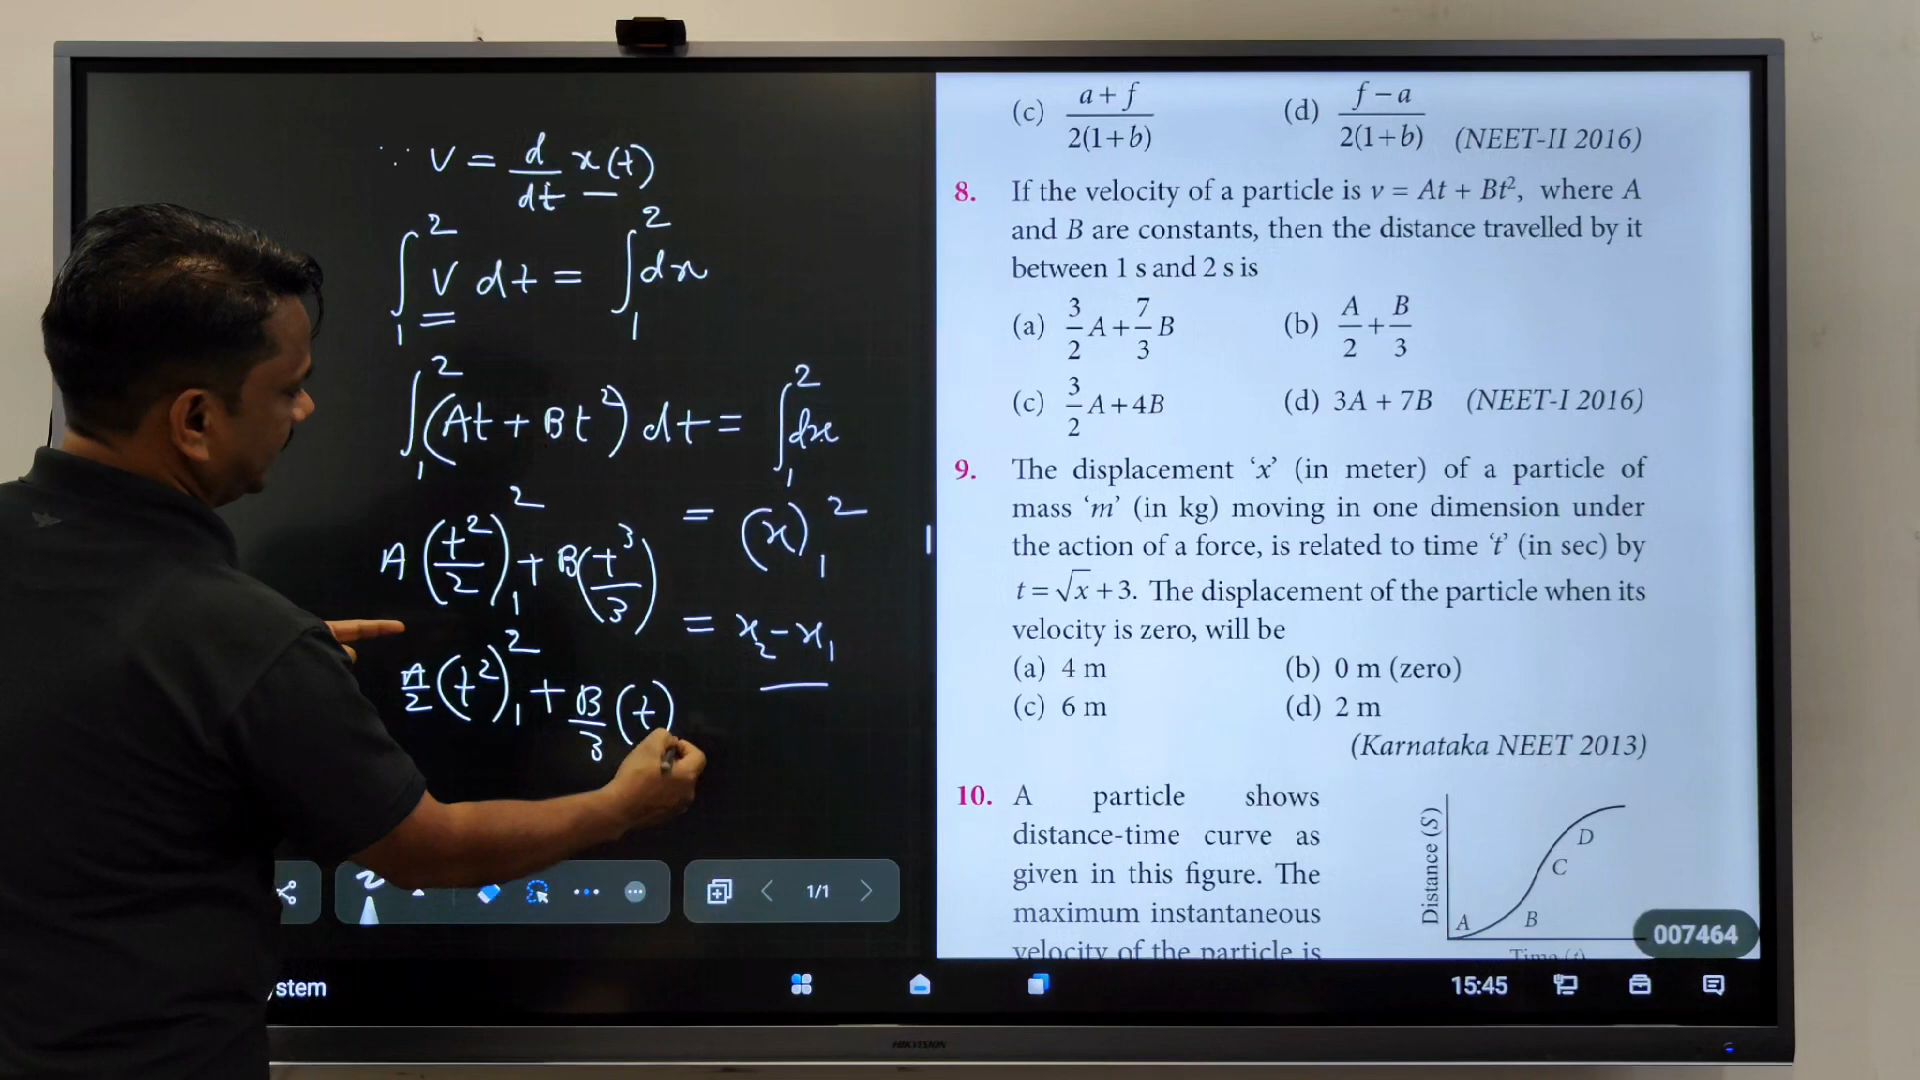 ∵ V = d/dt x(t)
∫₁² V dt = ∫₁² dx
∫₁² (At + Bt²) dt = ∫₁² dx
A(t²/2)₁² + B(t³/3) = (x)₁²
A/2 (t²)₁² + B/3 (t) = x₂ - x₁
1/1
stem
(c) a+f / 2(1+b) (d) f−a / 2(1+b) (NEET-II 2016)
8. If the velocity of a particle is v = At + Bt², where A
and B are constants, then the distance travelled by it
between 1 s and 2 s is
(a) 3/2 A + 7/3 B (b) A/2 + B/3
(c) 3/2 A + 4B (d) 3A + 7B (NEET-I 2016)
9. The displacement ‘x’ (in meter) of a particle of
mass ‘m’ (in kg) moving in one dimension under
the action of a force, is related to time ‘t’ (in sec) by
t = √x + 3. The displacement of the particle when its
velocity is zero, will be
(a) 4 m (b) 0 m (zero)
(c) 6 m (d) 2 m
(Karnataka NEET 2013)
10. A particle shows
distance-time curve as
given in this figure. The
maximum instantaneous
velocity of the particle is
Distance (S)
A B C D
Time (t)
007464
15:45
HIKVISION